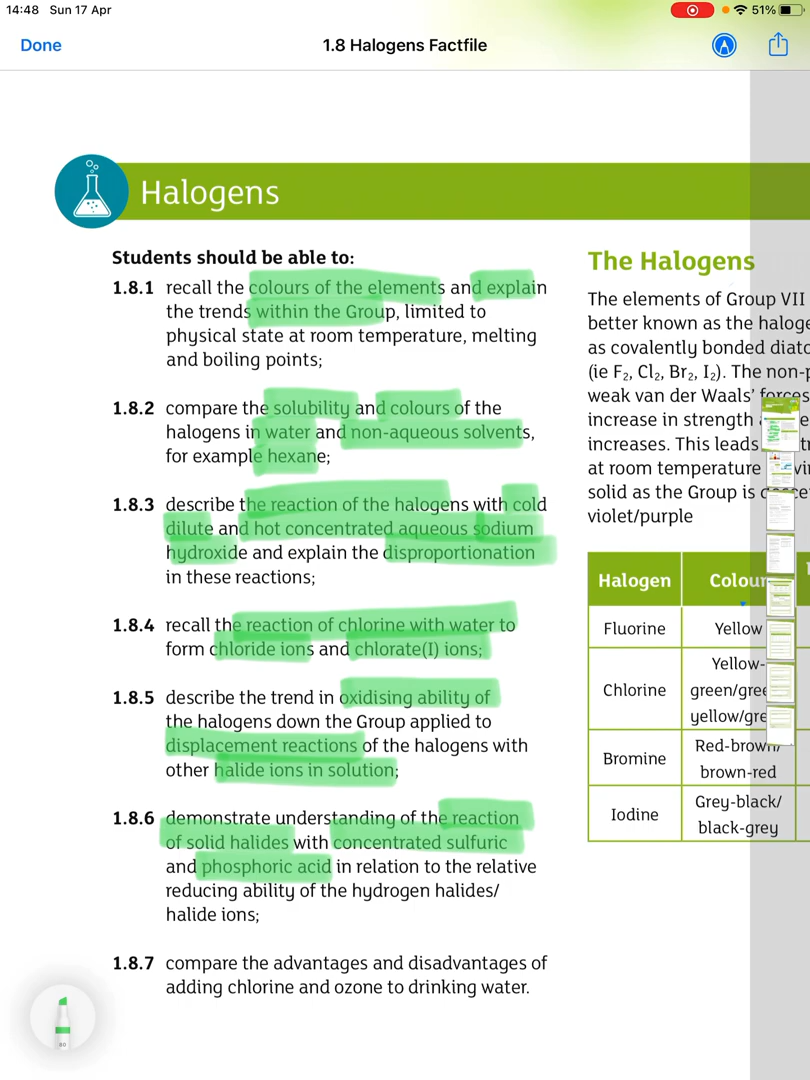 14:48 Sun 17 Apr
51%
Done
1.8 Halogens Factfile
Halogens
Students should be able to:
1.8.1 recall the colours of the elements and explain
the trends within the Group, limited to
physical state at room temperature, melting
and boiling points;
1.8.2 compare the solubility and colours of the
halogens in water and non-aqueous solvents,
for example hexane;
1.8.3 describe the reaction of the halogens with cold
dilute and hot concentrated aqueous sodium
hydroxide and explain the disproportionation
in these reactions;
1.8.4 recall the reaction of chlorine with water to
form chloride ions and chlorate(I) ions;
1.8.5 describe the trend in oxidising ability of
the halogens down the Group applied to
displacement reactions of the halogens with
other halide ions in solution;
1.8.6 demonstrate understanding of the reaction
of solid halides with concentrated sulfuric
and phosphoric acid in relation to the relative
reducing ability of the hydrogen halides/
halide ions;
1.8.7 compare the advantages and disadvantages of
adding chlorine and ozone to drinking water.
The Halogens
The elements of Group VII
better known as the haloge
as covalently bonded diato
(ie F₂, Cl₂, Br₂, I₂). The non-p
weak van der Waals' forces
increase in strength
increases. This leads
at room temperature
solid as the Group is
violet/purple
Halogen Colour
Fluorine Yellow
Chlorine Yellow-
green/gree
yellow/gre
Bromine Red-brown/
brown-red
Iodine Grey-black/
black-grey
80